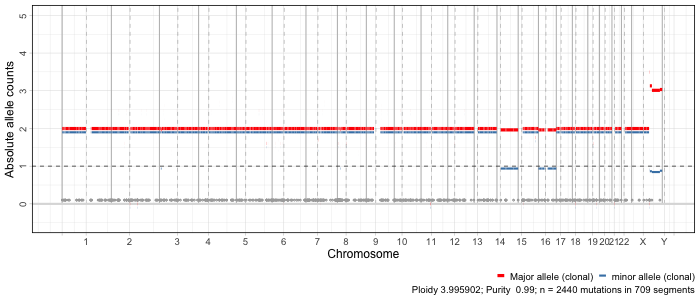 Absolute allele counts
5
4
3
2
1
0
1 2 3 4 5 6 7 8 9 10 11 12 13 14 15 16 17 18 19 20 21 22 X Y
Chromosome
Major allele (clonal) minor allele (clonal)
Ploidy 3.995902; Purity 0.99; n = 2440 mutations in 709 segments